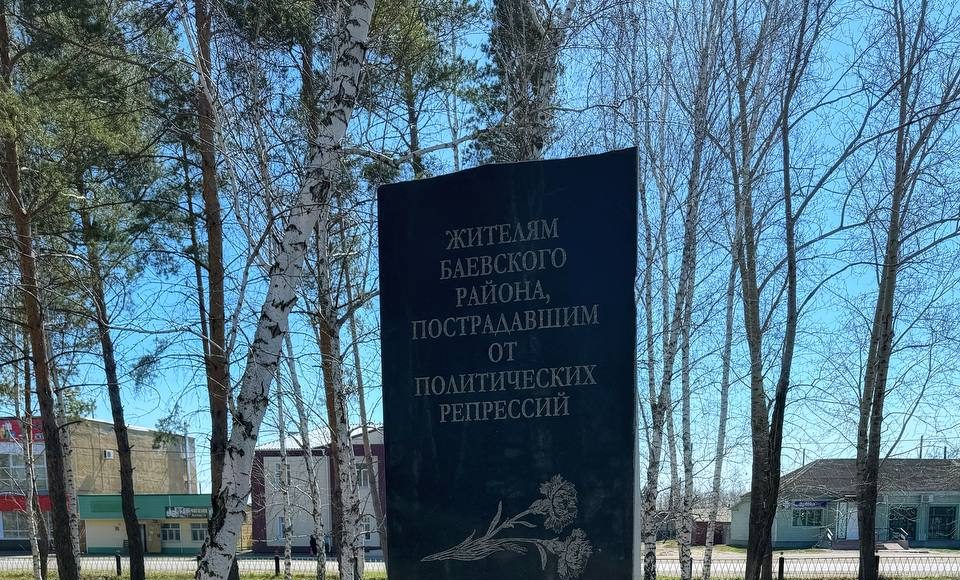 ЖИТЕЛЯМ
БАЕВСКОГО
РАЙОНА,
ПОСТРАДАВШИМ
ОТ
ПОЛИТИЧЕСКИХ
РЕПРЕССИЙ